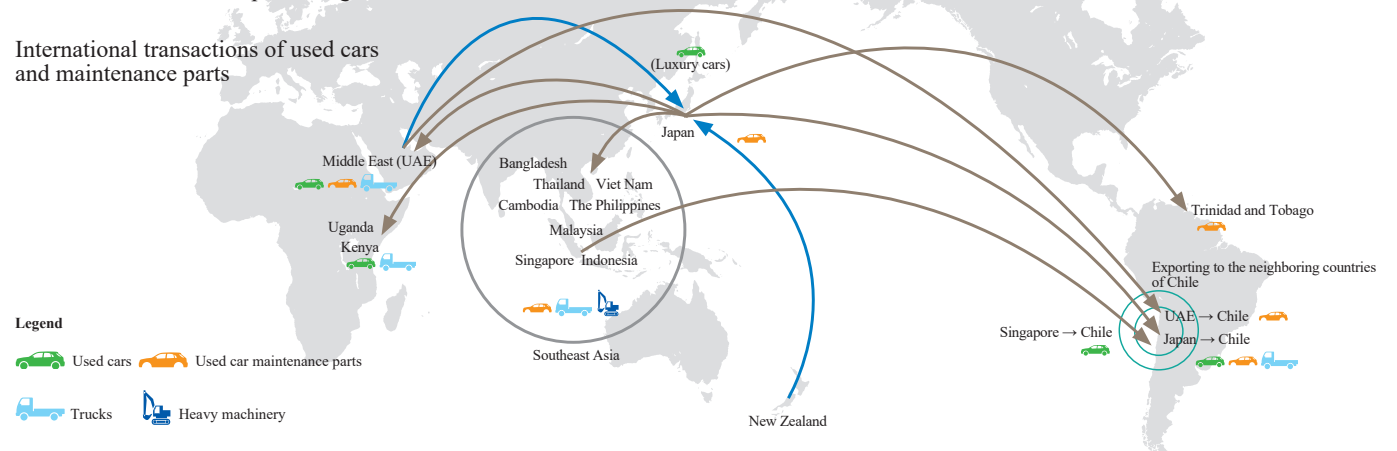 International transactions of used cars
and maintenance parts
(Luxury cars)
Japan
Middle East (UAE)
Bangladesh
Thailand Viet Nam
Cambodia The Philippines
Malaysia
Singapore Indonesia
Southeast Asia
Uganda
Kenya
Trinidad and Tobago
Exporting to the neighboring countries
of Chile
UAE → Chile
Singapore → Chile
Japan → Chile
New Zealand
Legend
Used cars
Used car maintenance parts
Trucks
Heavy machinery